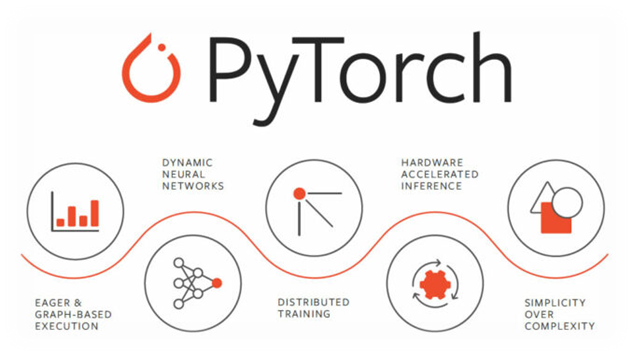 PyTorch
DYNAMIC
NEURAL
NETWORKS
HARDWARE
ACCELERATED
INFERENCE
EAGER &
GRAPH-BASED
EXECUTION
DISTRIBUTED
TRAINING
SIMPLICITY
OVER
COMPLEXITY